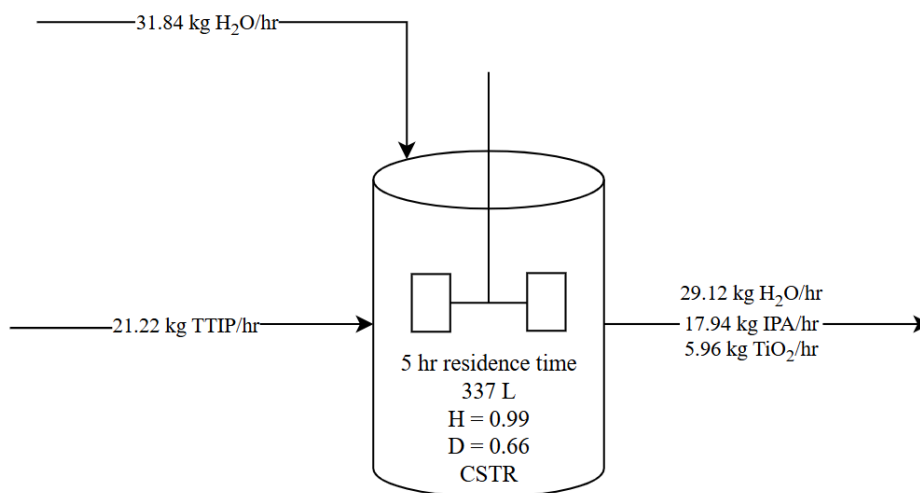 31.84 kg H₂O/hr
21.22 kg TTIP/hr
5 hr residence time
337 L
H = 0.99
D = 0.66
CSTR
29.12 kg H₂O/hr
17.94 kg IPA/hr
5.96 kg TiO₂/hr